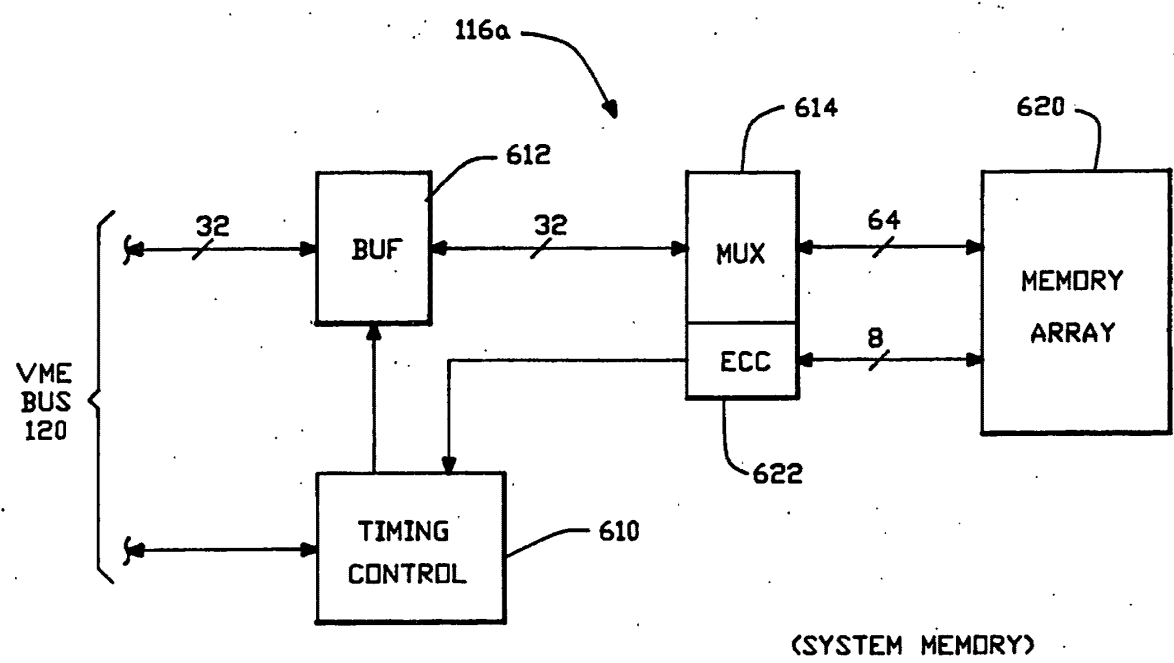 116a
614
620
612
32
BUF
32
MUX
64
MEMORY
ARRAY
8
ECC
VME
BUS
120
622
TIMING
CONTROL
610
(SYSTEM MEMORY)